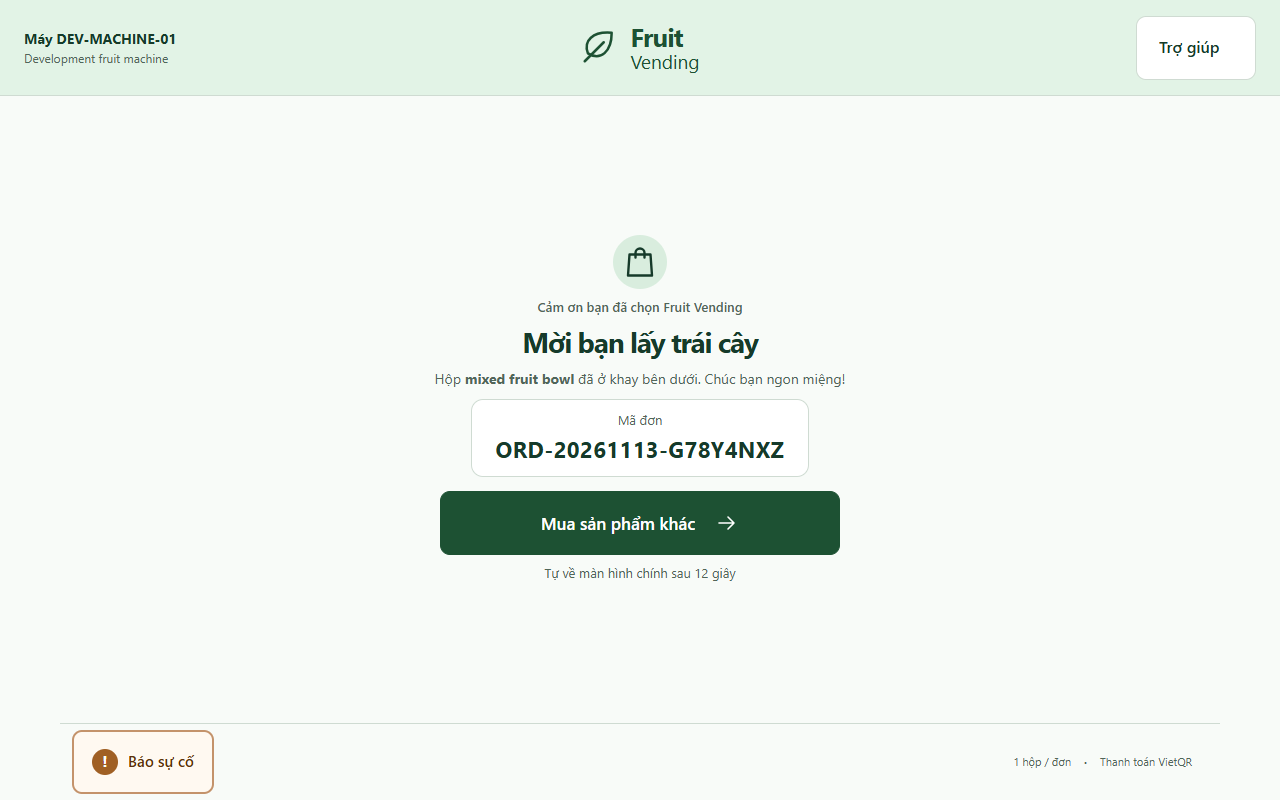 Máy DEV-MACHINE-01
Development fruit machine
Fruit
Vending
Trợ giúp
Cảm ơn bạn đã chọn Fruit Vending
Mời bạn lấy trái cây
Hộp mixed fruit bowl đã ở khay bên dưới. Chúc bạn ngon miệng!
Mã đơn
ORD-20261113-G78Y4NXZ
Mua sản phẩm khác →
Tự về màn hình chính sau 12 giây
! Báo sự cố
1 hộp / đơn • Thanh toán VietQR